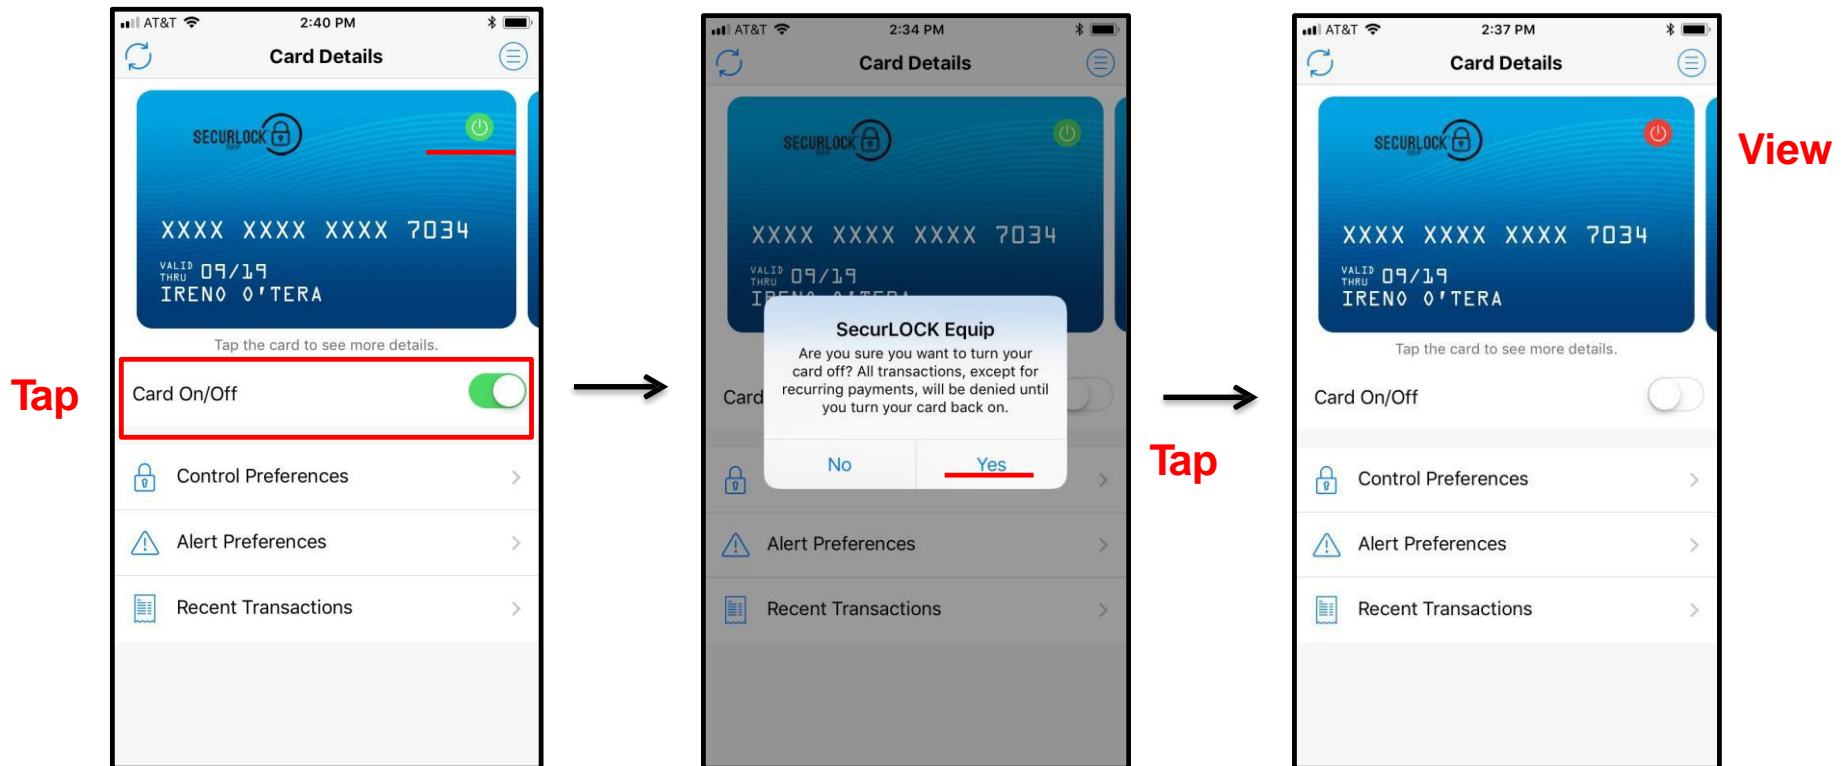 AT&T 2:40 PM
Card Details
SECURLOCK
EQUIP
XXXX XXXX XXXX 7034
VALID THRU 09/19
IRENO O'TERA
Tap the card to see more details.
Tap
Card On/Off
Control Preferences
Alert Preferences
Recent Transactions
AT&T 2:34 PM
Card Details
SECURLOCK
EQUIP
XXXX XXXX XXXX 7034
VALID THRU 09/19
SecurLOCK Equip
Are you sure you want to turn your
card off? All transactions, except for
recurring payments, will be denied until
you turn your card back on.
Card
No Yes
Tap
Alert Preferences
Recent Transactions
AT&T 2:37 PM
Card Details
View
SECURLOCK
EQUIP
XXXX XXXX XXXX 7034
VALID THRU 09/19
IRENO O'TERA
Tap the card to see more details.
Card On/Off
Control Preferences
Alert Preferences
Recent Transactions